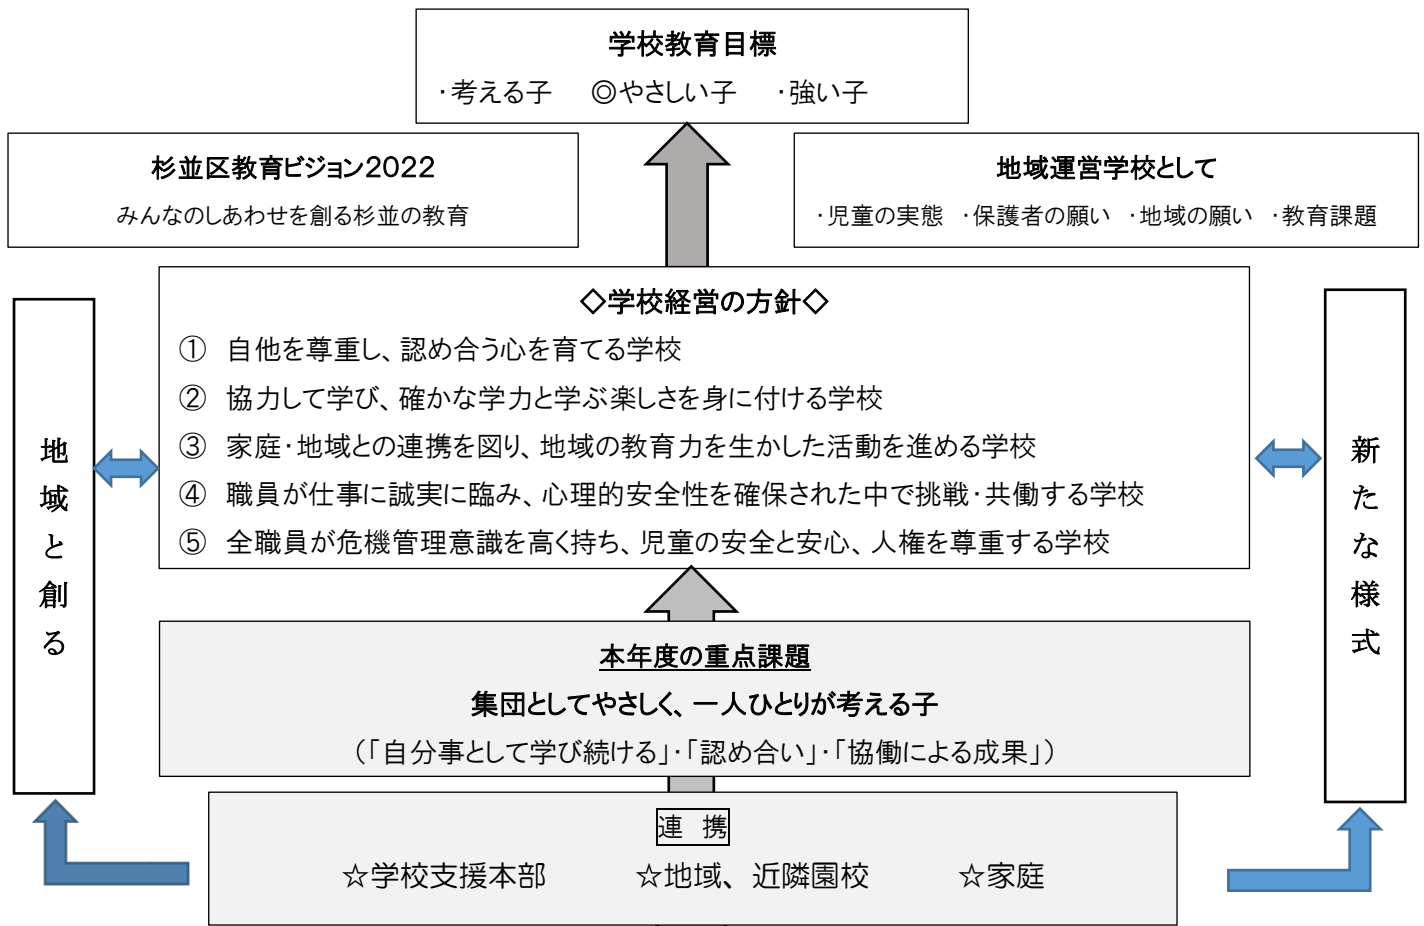 学校教育目標
・考える子　◎やさしい子　・強い子
杉並区教育ビジョン2022
みんなのしあわせを創る杉並の教育
地域運営学校として
・児童の実態　・保護者の願い　・地域の願い　・教育課題
◇学校経営の方針◇
①　自他を尊重し、認め合う心を育てる学校
②　協力して学び、確かな学力と学ぶ楽しさを身に付ける学校
③　家庭・地域との連携を図り、地域の教育力を生かした活動を進める学校
④　職員が仕事に誠実に臨み、心理的安全性を確保された中で挑戦・共働する学校
⑤　全職員が危機管理意識を高く持ち、児童の安全と安心、人権を尊重する学校
地域と創る
新たな様式
本年度の重点課題
集団としてやさしく、一人ひとりが考える子
（「自分事として学び続ける」・「認め合い」・「協働による成果」）
連　携
☆学校支援本部　☆地域、近隣園校　☆家庭